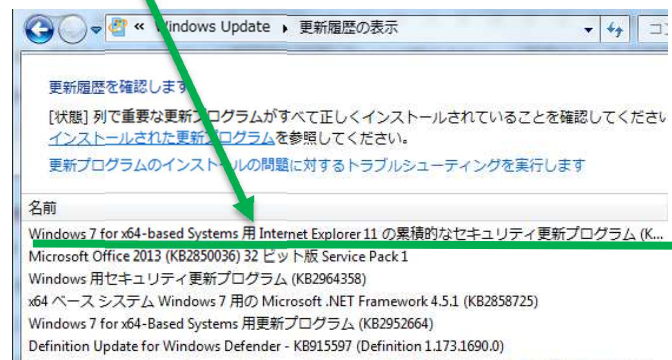 « Windows Update ▸ 更新履歴の表示
更新履歴を確認します
[状態] 列で重要な更新プログラムがすべて正しくインストールされていることを確認してください
インストールされた更新プログラムを参照してください。
更新プログラムのインストールの問題に対するトラブルシューティングを実行します
名前
Windows 7 for x64-based Systems 用 Internet Explorer 11 の累積的なセキュリティ更新プログラム (K...
Microsoft Office 2013 (KB2850036) 32 ビット版 Service Pack 1
Windows 用セキュリティ更新プログラム (KB2964358)
x64 ベース システム Windows 7 用の Microsoft .NET Framework 4.5.1 (KB2858725)
Windows 7 for x64-Based Systems 用更新プログラム (KB2952664)
Definition Update for Windows Defender - KB915597 (Definition 1.173.1690.0)